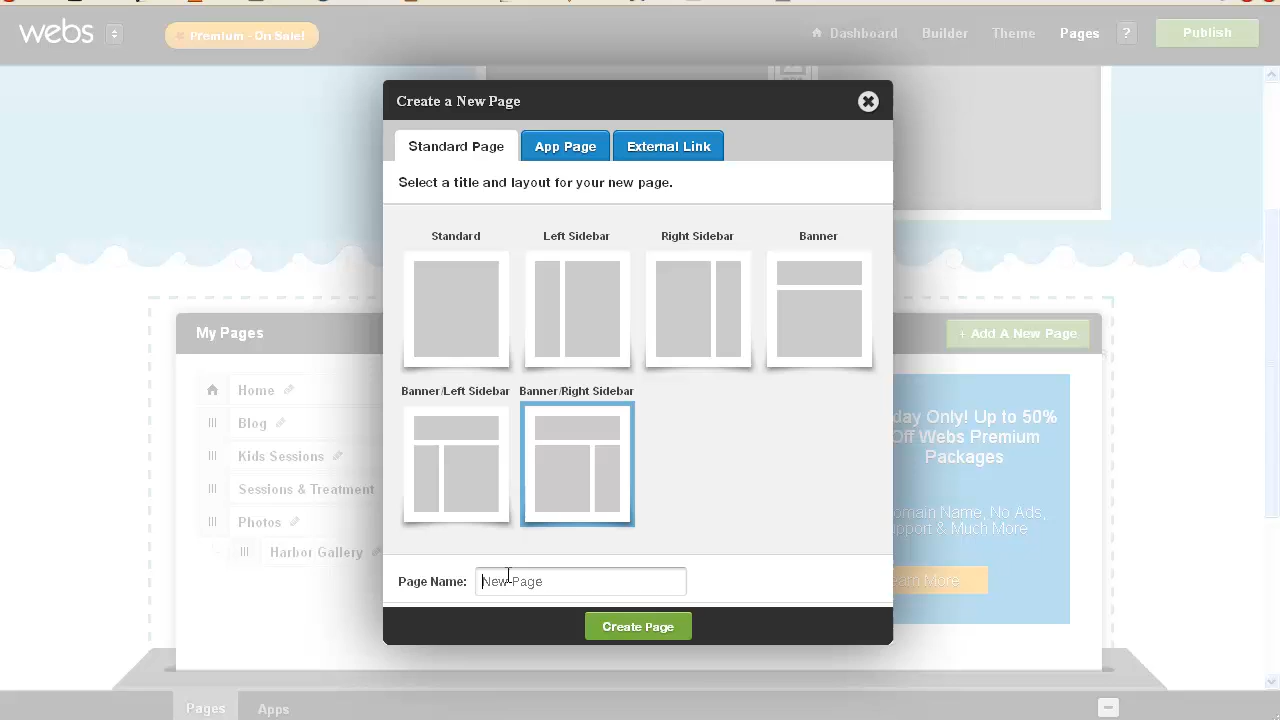 webs
Premium - On Sale!
Dashboard
Builder
Theme
Pages
?
Publish
Create a New Page
Standard Page
App Page
External Link
Select a title and layout for your new page.
Standard
Left Sidebar
Right Sidebar
Banner
Banner/Left Sidebar
Banner/Right Sidebar
Page Name:
New Page
Create Page
My Pages
+ Add A New Page
Home
Blog
Kids Sessions
Sessions & Treatment
Photos
Harbor Gallery
day Only! Up to 50%
Off Webs Premium
Packages
omain Name, No Ads,
pport & Much More
earn More
Pages
Apps